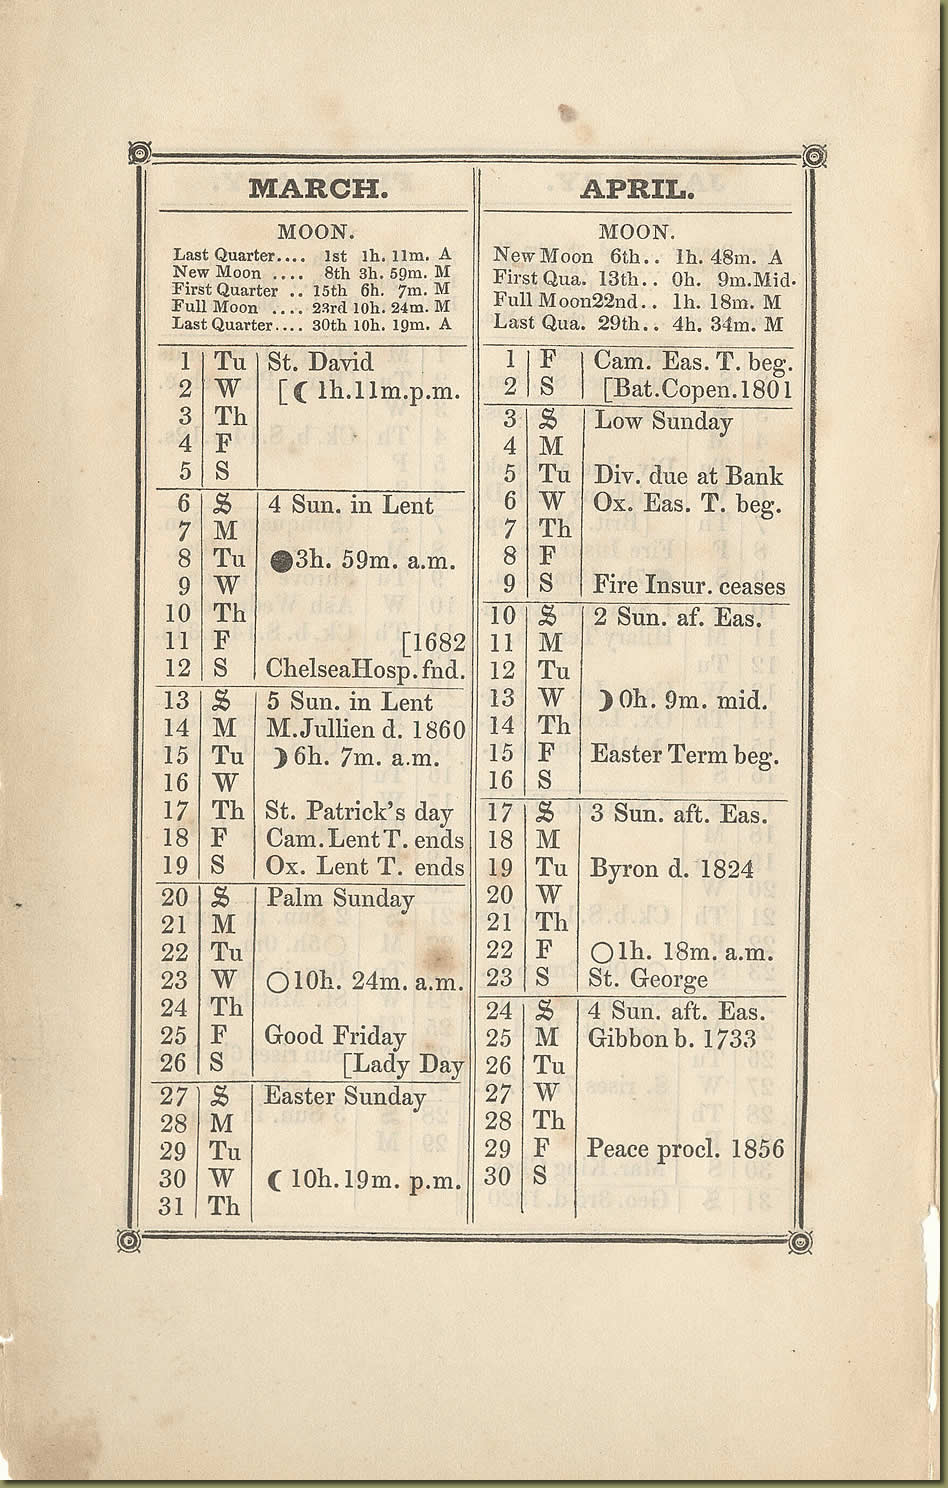 MARCH.
MOON.
Last Quarter.... 1st 1h. 11m. A
New Moon .... 8th 3h. 59m. M
First Quarter .. 15th 6h. 7m. M
Full Moon .... 23rd 10h. 24m. M
Last Quarter.... 30th 10h. 19m. A
1 Tu St. David
2 W [☾ 1h.11m.p.m.
3 Th
4 F
5 S
6 S 4 Sun. in Lent
7 M
8 Tu ●3h. 59m. a.m.
9 W
10 Th
11 F [1682
12 S ChelseaHosp.fnd.
13 S 5 Sun. in Lent
14 M M.Jullien d. 1860
15 Tu ☽6h. 7m. a.m.
16 W
17 Th St. Patrick's day
18 F Cam.Lent T. ends
19 S Ox. Lent T. ends
20 S Palm Sunday
21 M
22 Tu
23 W ○10h. 24m. a.m.
24 Th
25 F Good Friday
26 S [Lady Day
27 S Easter Sunday
28 M
29 Tu
30 W ☾ 10h.19m. p.m.
31 Th
APRIL.
MOON.
New Moon 6th.. 1h. 48m. A
First Qua. 13th.. 0h. 9m.Mid.
Full Moon22nd.. 1h. 18m. M
Last Qua. 29th.. 4h. 34m. M
1 F Cam. Eas. T. beg.
2 S [Bat.Copen.1801
3 S Low Sunday
4 M
5 Tu Div. due at Bank
6 W Ox. Eas. T. beg.
7 Th
8 F
9 S Fire Insur. ceases
10 S 2 Sun. af. Eas.
11 M
12 Tu
13 W ☽0h. 9m. mid.
14 Th
15 F Easter Term beg.
16 S
17 S 3 Sun. aft. Eas.
18 M
19 Tu Byron d. 1824
20 W
21 Th
22 F ○1h. 18m. a.m.
23 S St. George
24 S 4 Sun. aft. Eas.
25 M Gibbon b. 1733
26 Tu
27 W
28 Th
29 F Peace procl. 1856
30 S